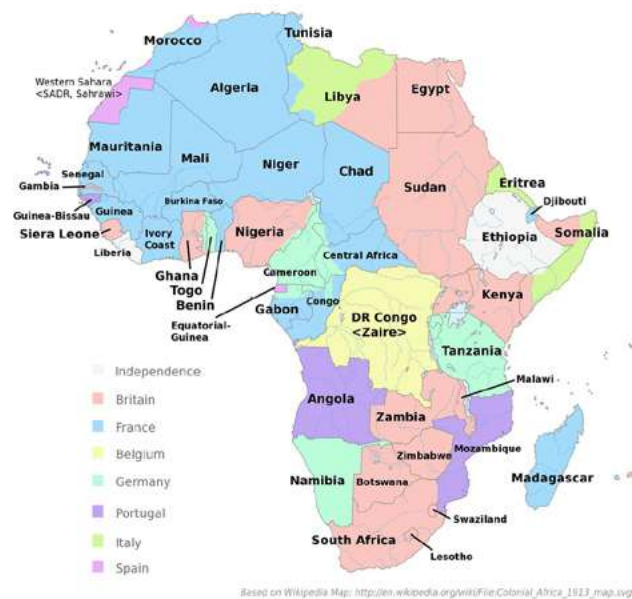 Morocco
Tunisia
Algeria
Western Sahara
<SADR, Sahrawi>
Libya
Egypt
Mauritania
Mali
Niger
Chad
Sudan
Eritrea
Djibouti
Senegal
Gambia
Guinea-Bissau
Guinea
Burkina Faso
Siera Leone
Liberia
Ivory
Coast
Ghana
Togo
Benin
Nigeria
Ethiopia
Somalia
Central Africa
Cameroon
Equatorial-
Guinea
Gabon
Congo
DR Congo
<Zaire>
Kenya
Tanzania
Malawi
Angola
Zambia
Mozambique
Zimbabwe
Namibia
Botswana
Madagascar
Swaziland
South Africa
Lesotho
Independence
Britain
France
Belgium
Germany
Portugal
Italy
Spain
Based on Wikipedia Map: http://en.wikipedia.org/wiki/File:Colonial_Africa_1913_map.svg